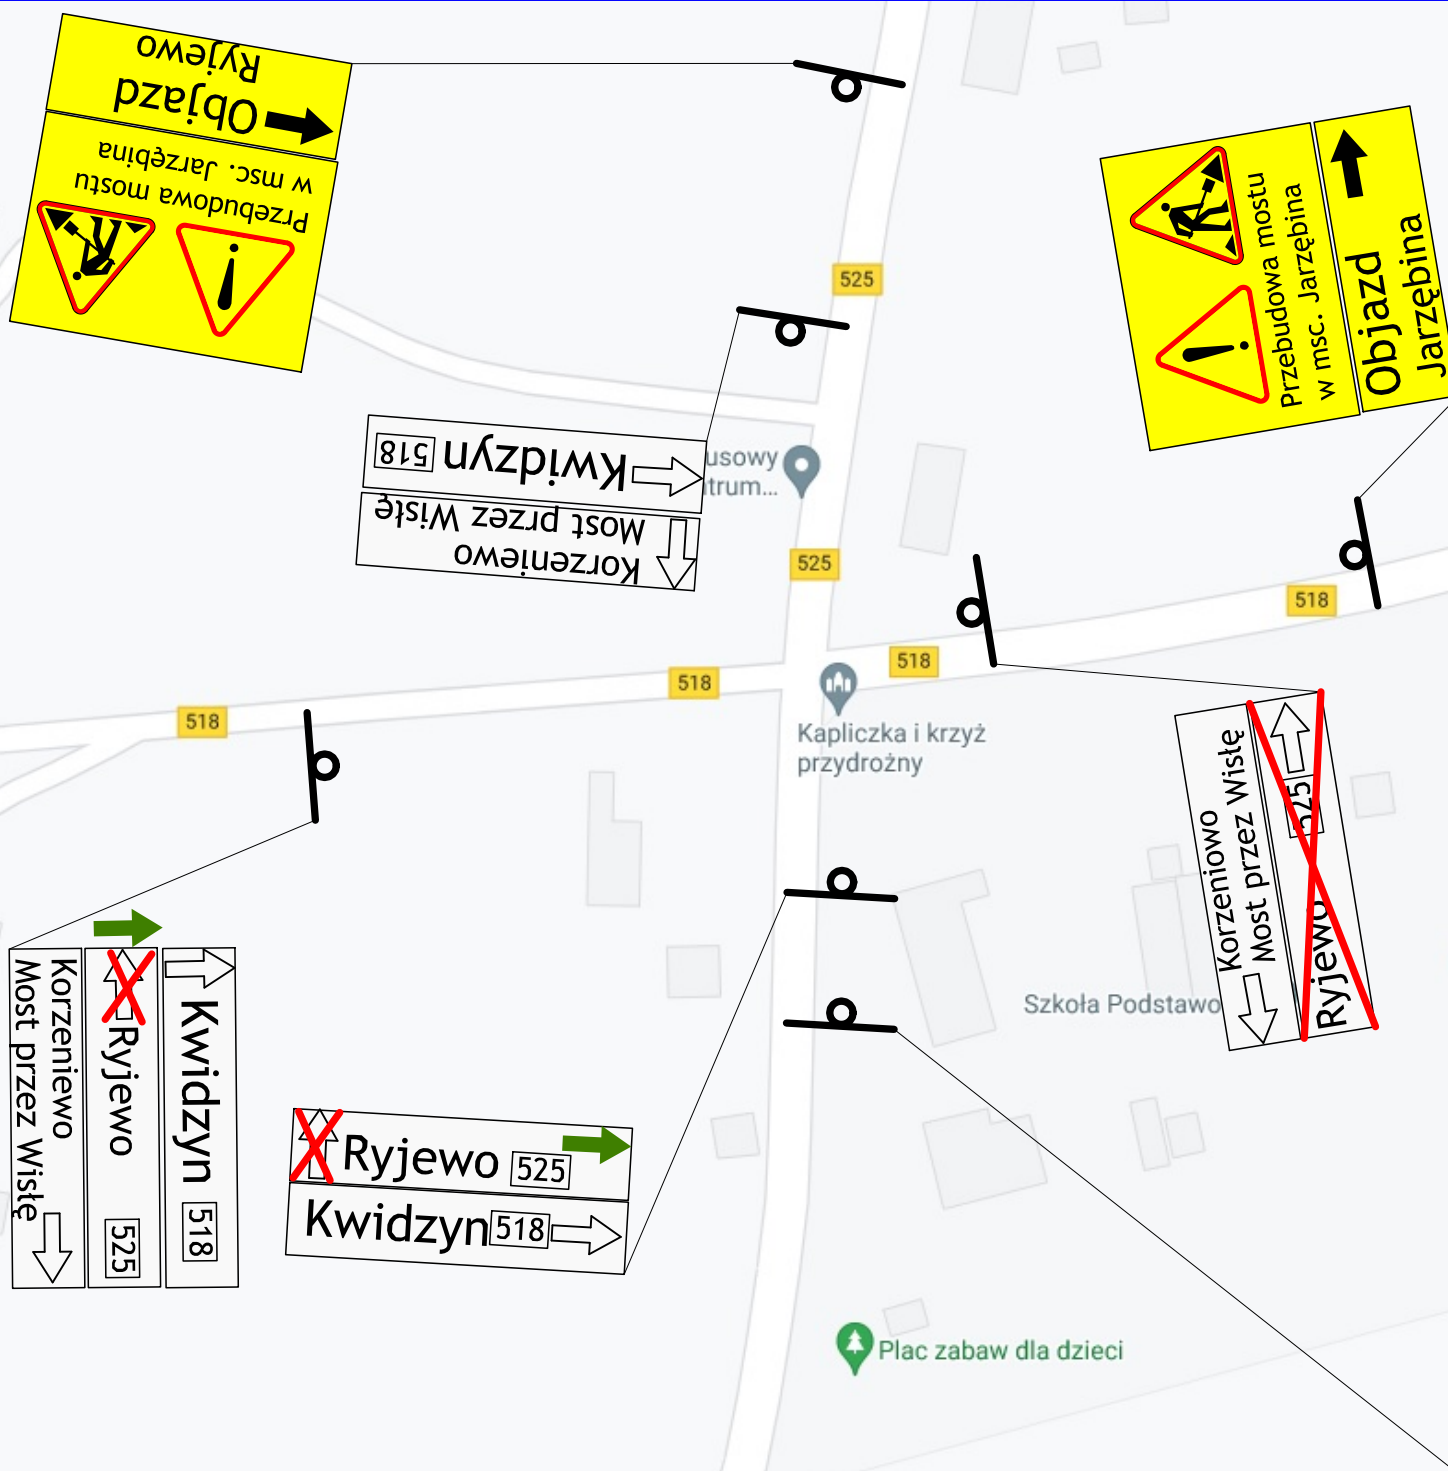 Objazd
Ryjewo
Przebudowa mostu
w msc. Jarzębina
Przebudowa mostu
w msc. Jarzębina
Objazd
Jarzębina
525
Korzeniewo
Most przez Wisłę
Kwidzyn 518
usowy
trum...
525
518
518
518
518
Kapliczka i krzyż
przydrożny
Korzeniowo
Most przez Wisłę
Ryjewo 525
Szkoła Podstawo
Kwidzyn 518
Ryjewo 525
Korzeniewo
Most przez Wisłę
Ryjewo 525
Kwidzyn 518
Plac zabaw dla dzieci